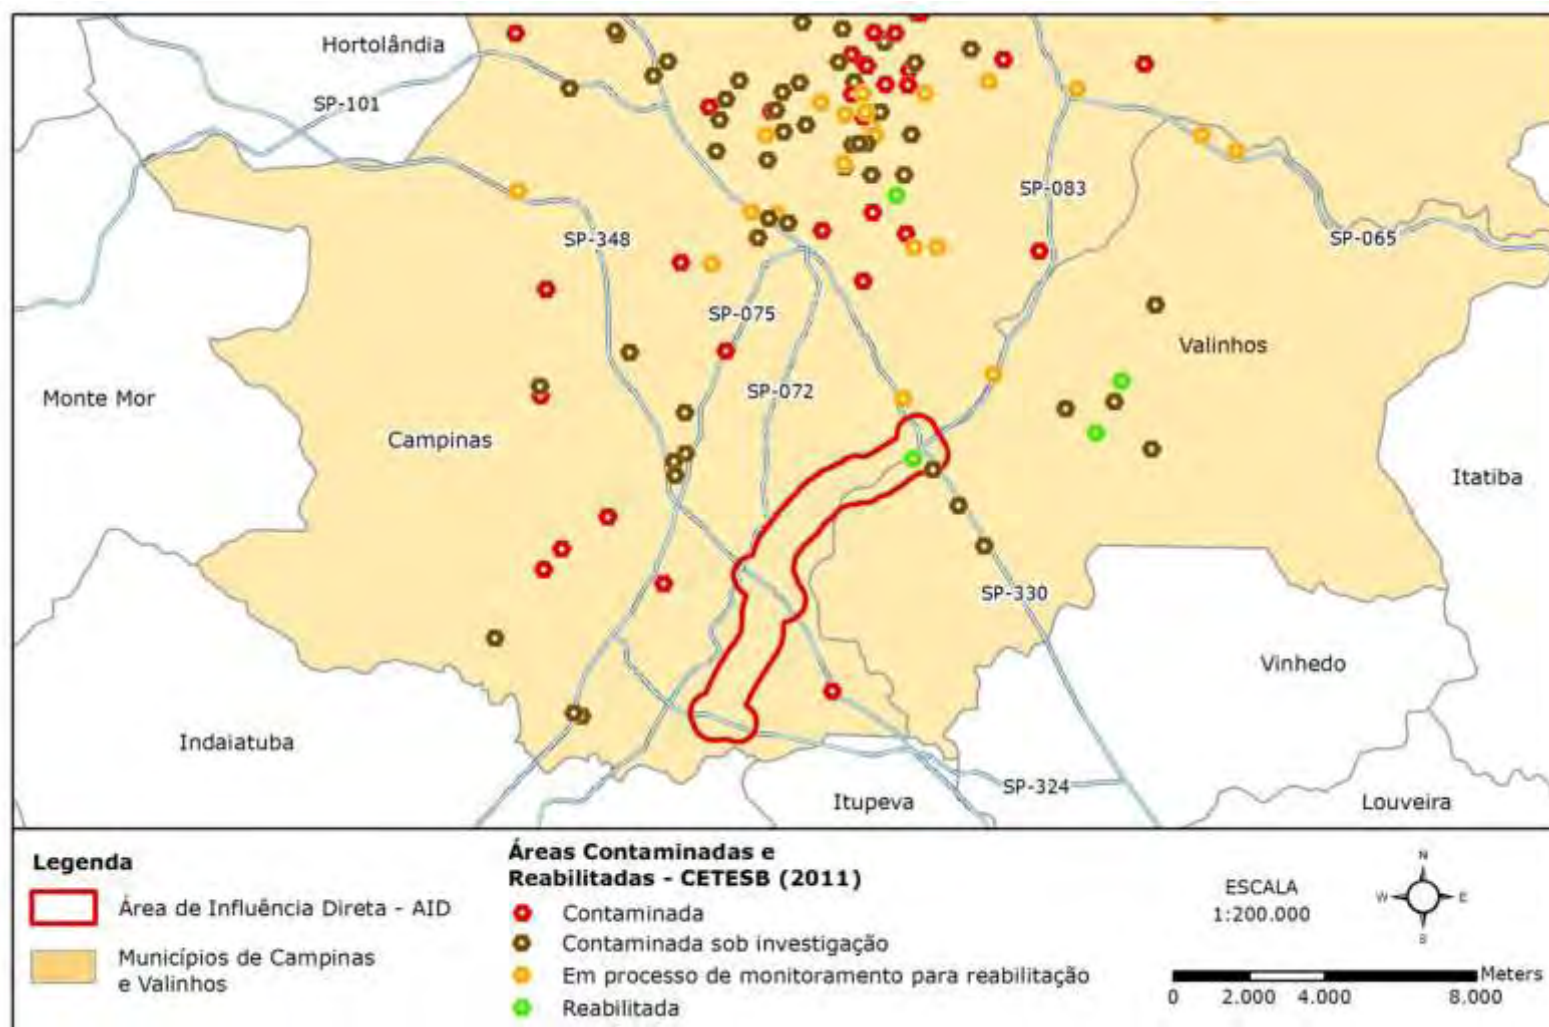 Hortolândia
SP-101
SP-083
SP-348
SP-065
SP-075
Valinhos
SP-072
Monte Mor
Campinas
Itatiba
SP-330
Vinhedo
Indaiatuba
SP-324
Itupeva
Louveira
Legenda
Área de Influência Direta - AID
Municípios de Campinas
e Valinhos
Áreas Contaminadas e
Reabilitadas - CETESB (2011)
Contaminada
Contaminada sob investigação
Em processo de monitoramento para reabilitação
Reabilitada
ESCALA
1:200.000
N
W E
S
Meters
0 2.000 4.000 8.000